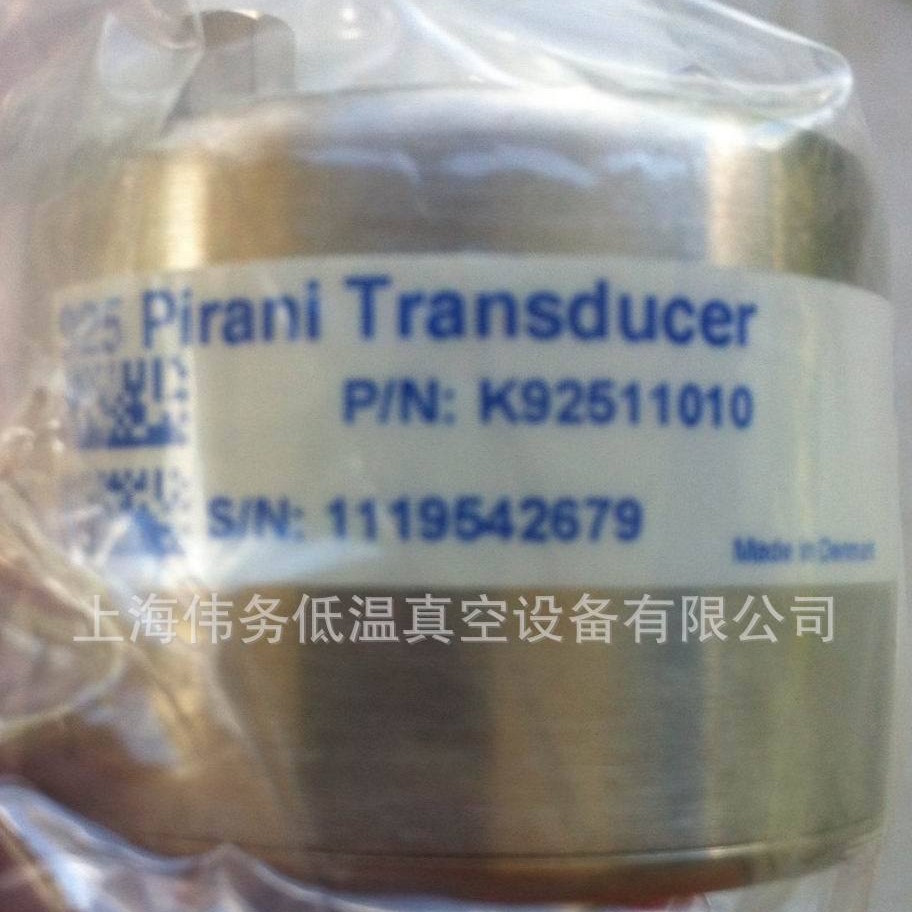 925 Pirani Transducer
P/N: K92511010
S/N: 1119542679
Made in Denmark
上海伟务低温真空设备有限公司